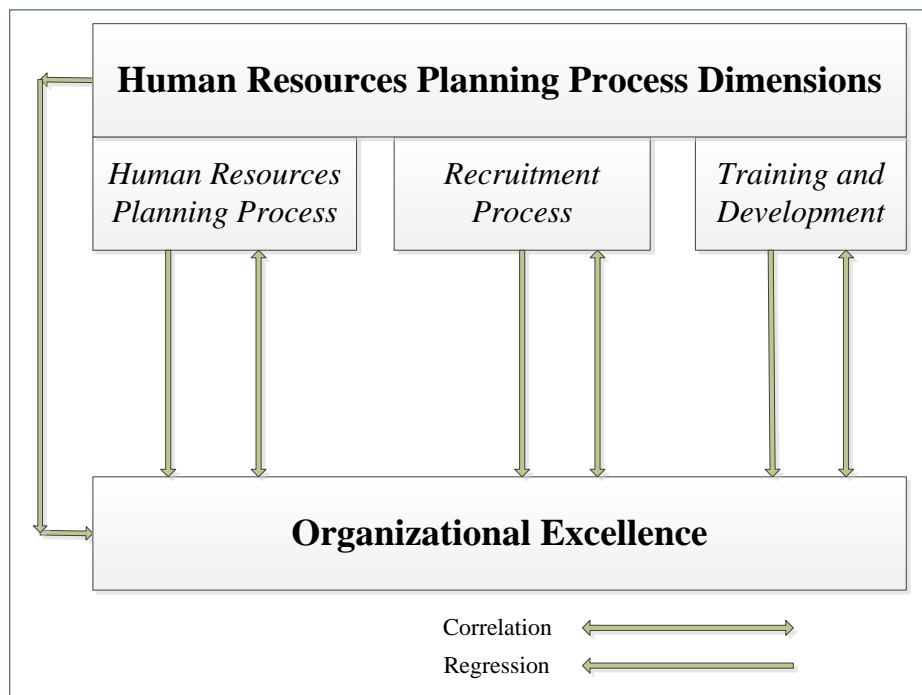 Human Resources Planning Process Dimensions
Human Resources
Planning Process
Recruitment
Process
Training and
Development
Organizational Excellence
Correlation
Regression